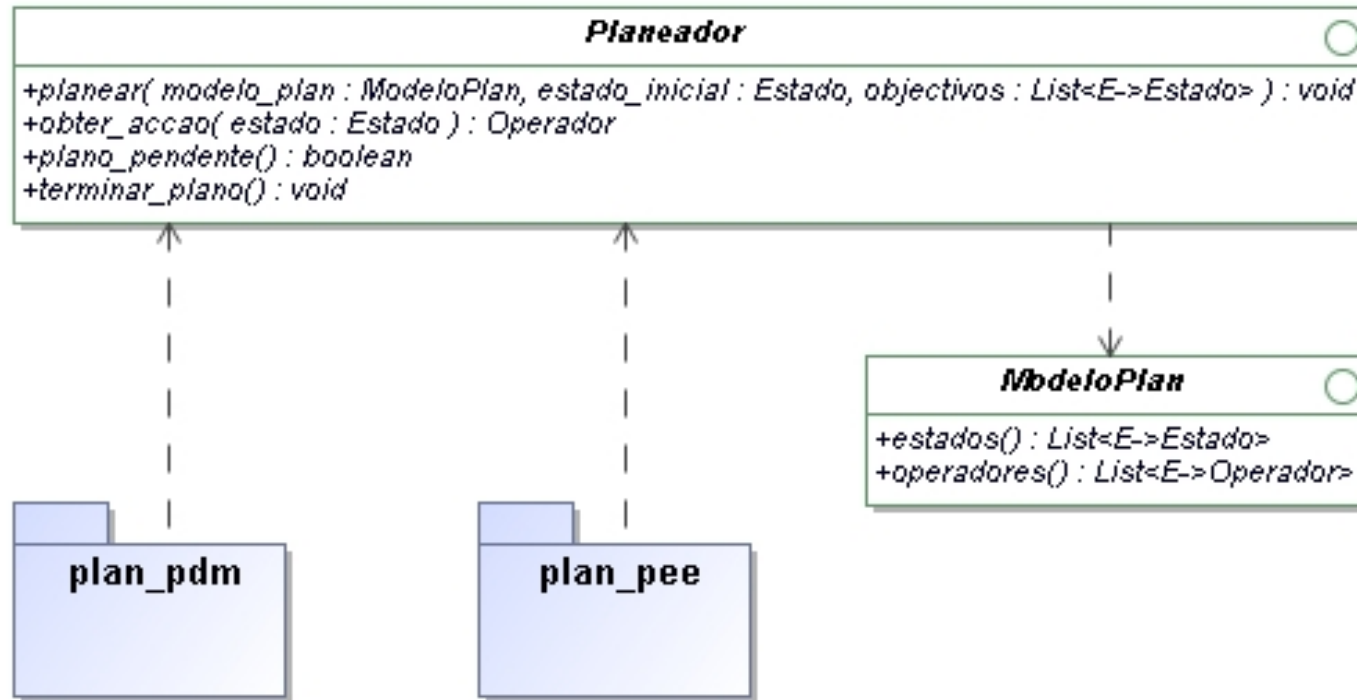 Planeador
+planear( modelo_plan : ModeloPlan, estado_inicial : Estado, objectivos : List<E->Estado> ) : void
+obter_accao( estado : Estado ) : Operador
+plano_pendente() : boolean
+terminar_plano() : void
ModeloPlan
+estados() : List<E->Estado>
+operadores() : List<E->Operador>
plan_pdm
plan_pee